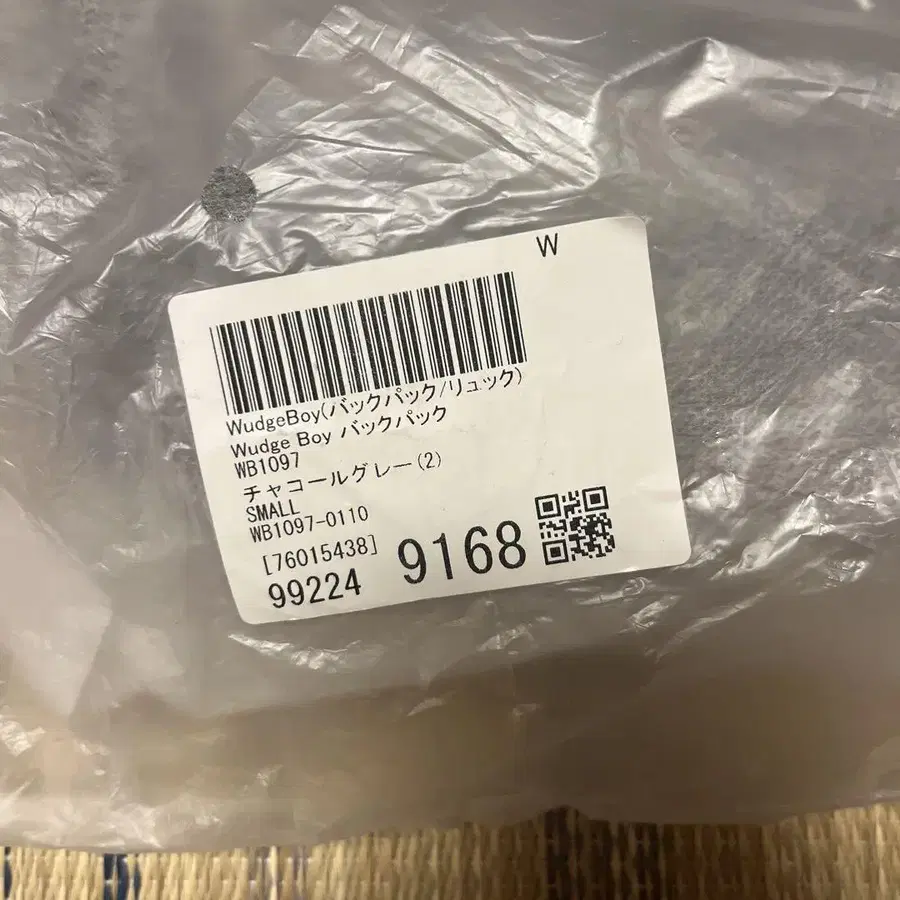 W
WudgeBoy(バックパック/リュック)
Wudge Boy バックパック
WB1097
チャコールグレー(2)
SMALL
WB1097-0110
[76015438]
99224 9168